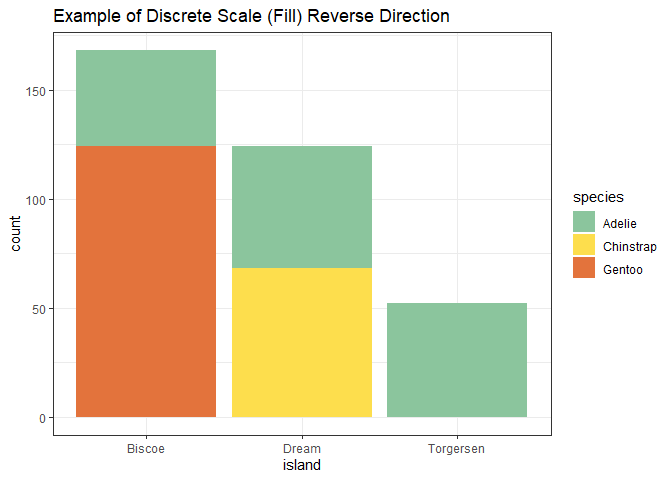 Example of Discrete Scale (Fill) Reverse Direction
150
100
50
0
count
Biscoe
Dream
Torgersen
island
species
Adelie
Chinstrap
Gentoo